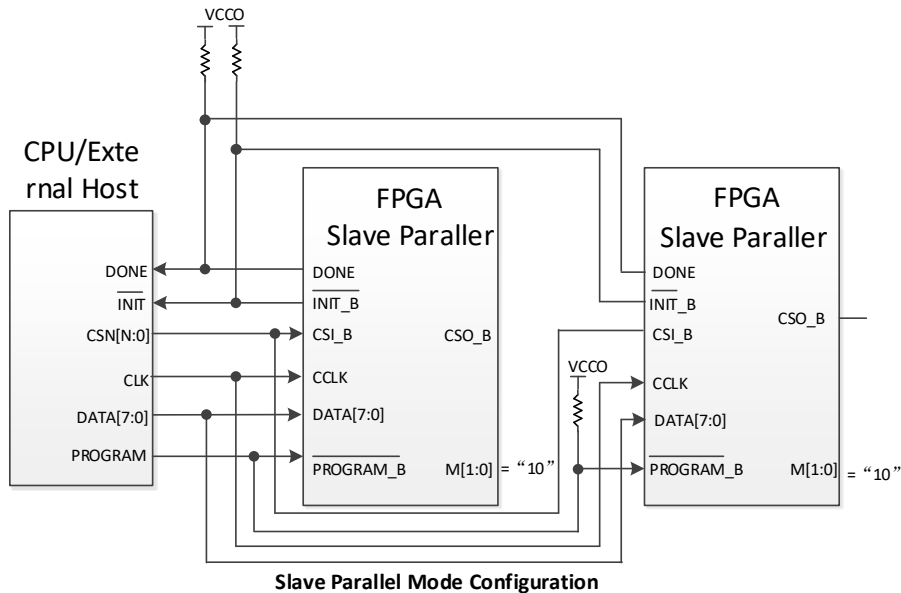 VCCO
CPU/Exte
rnal Host
DONE
INIT
CSN[N:0]
CLK
DATA[7:0]
PROGRAM
FPGA
Slave Paraller
DONE
INIT_B
CSI_B
CSO_B
CCLK
DATA[7:0]
PROGRAM_B
M[1:0] = “10”
VCCO
FPGA
Slave Paraller
DONE
INIT_B
CSI_B
CSO_B
CCLK
DATA[7:0]
PROGRAM_B
M[1:0] = “10”
Slave Parallel Mode Configuration